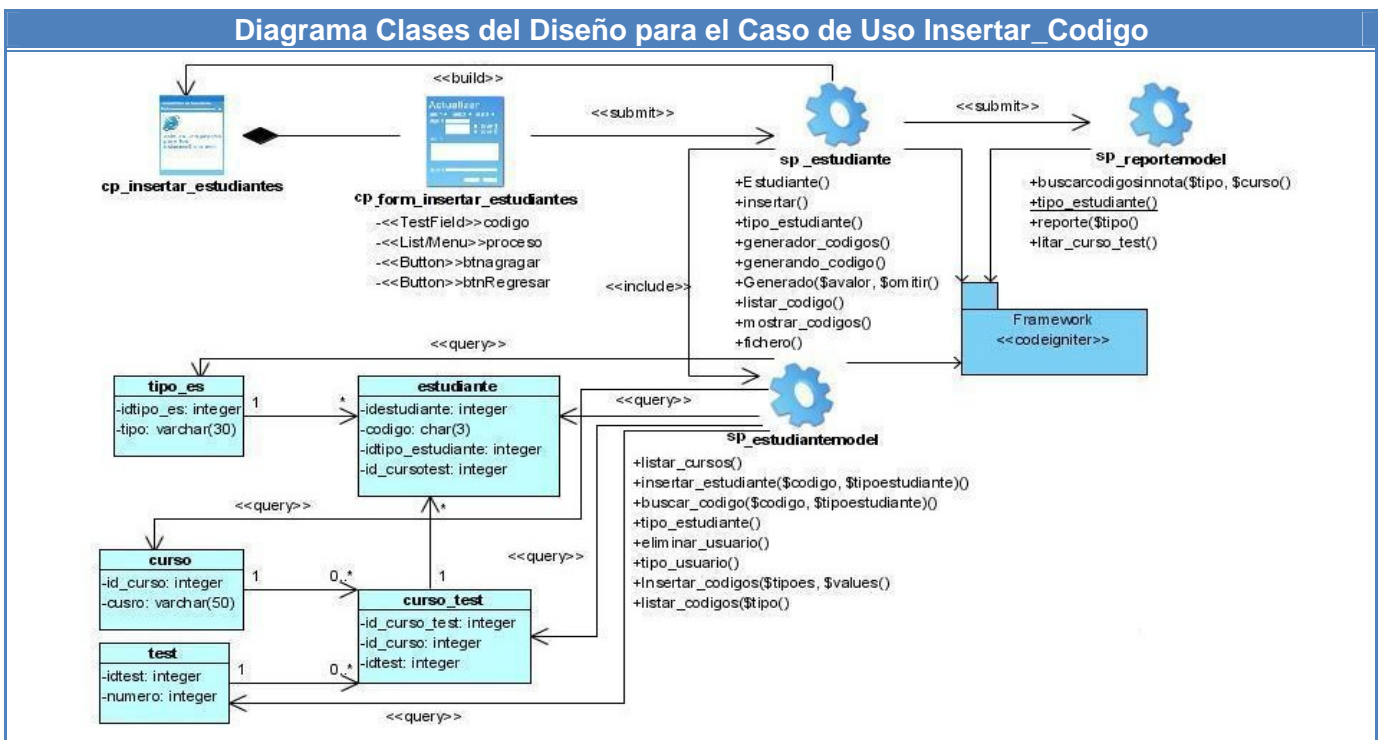 Diagrama Clases del Diseño para el Caso de Uso Insertar_Codigo
<<build>>
<<submit>>
<<submit>>
Actualizar
cp_insertar_estudiantes
cp_form_insertar_estudiantes
-<<TestField>>codigo
-<<List/Menu>>proceso
-<<Button>>btnagragar
-<<Button>>btnRegresar
sp_estudiante
+Estudiante()
+insertar()
+tipo_estudiante()
+generador_codigos()
+generando_codigo()
+Generado($avalor, $omitir()
+listar_codigo()
+mostrar_codigos()
+fichero()
sp_reportemodel
+buscarcodigosinnota($tipo, $curso()
+tipo_estudiante()
+reporte($tipo()
+litar_curso_test()
<<include>>
Framework
<<codeigniter>>
<<query>>
tipo_es
-idtipo_es: integer
-tipo: varchar(30)
1
*
estudiante
-idestudiante: integer
-codigo: char(3)
-idtipo_estudiante: integer
-id_cursotest: integer
<<query>>
sp_estudiantemodel
+listar_cursos()
+insertar_estudiante($codigo, $tipoestudiante)()
+buscar_codigo($codigo, $tipoestudiante)()
+tipo_estudiante()
+eliminar_usuario()
+tipo_usuario()
+Insertar_codigos($tipoes, $values()
+listar_codigos($tipo()
<<query>>
*
<<query>>
curso
-id_curso: integer
-cusro: varchar(50)
1
0..*
1
curso_test
-id_curso_test: integer
-id_curso: integer
-idtest: integer
test
-idtest: integer
-numero: integer
1
0..*
<<query>>